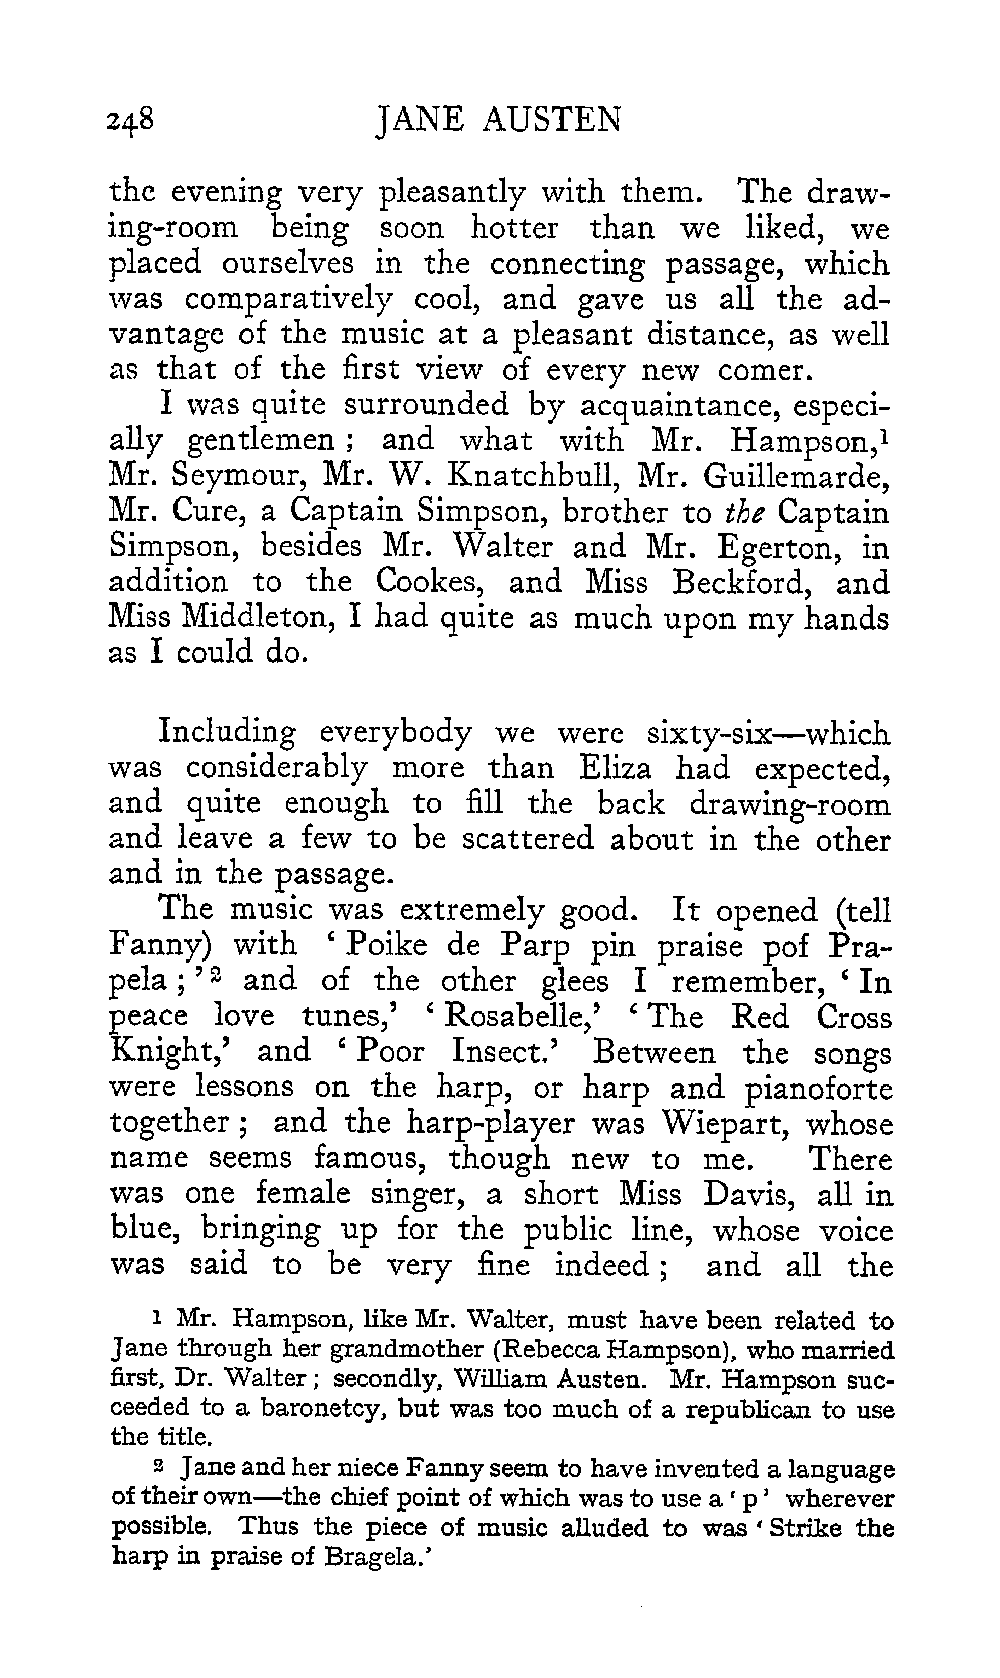 248 JANE AUSTEN
the evening very pleasantly with them. The draw-
ing-room being soon hotter than we liked, we
placed ourselves in the connecting passage, which
was comparatively cool, and gave us all the ad-
vantage of the music at a pleasant distance, as well
as that of the first view of every new comer.
I was quite surrounded by acquaintance, especi-
ally gentlemen ; and what with Mr. Hampson,¹
Mr. Seymour, Mr. W. Knatchbull, Mr. Guillemarde,
Mr. Cure, a Captain Simpson, brother to the Captain
Simpson, besides Mr. Walter and Mr. Egerton, in
addition to the Cookes, and Miss Beckford, and
Miss Middleton, I had quite as much upon my hands
as I could do.
Including everybody we were sixty-six—which
was considerably more than Eliza had expected,
and quite enough to fill the back drawing-room
and leave a few to be scattered about in the other
and in the passage.
The music was extremely good. It opened (tell
Fanny) with ‘ Poike de Parp pin praise pof Pra-
pela ; ’ ² and of the other glees I remember, ‘ In
peace love tunes,’ ‘ Rosabelle,’ ‘ The Red Cross
Knight,’ and ‘ Poor Insect.’ Between the songs
were lessons on the harp, or harp and pianoforte
together ; and the harp-player was Wiepart, whose
name seems famous, though new to me. There
was one female singer, a short Miss Davis, all in
blue, bringing up for the public line, whose voice
was said to be very fine indeed ; and all the
1 Mr. Hampson, like Mr. Walter, must have been related to
Jane through her grandmother (Rebecca Hampson), who married
first, Dr. Walter ; secondly, William Austen. Mr. Hampson suc-
ceeded to a baronetcy, but was too much of a republican to use
the title.
2 Jane and her niece Fanny seem to have invented a language
of their own—the chief point of which was to use a ‘ p ’ wherever
possible. Thus the piece of music alluded to was ‘ Strike the
harp in praise of Bragela.’